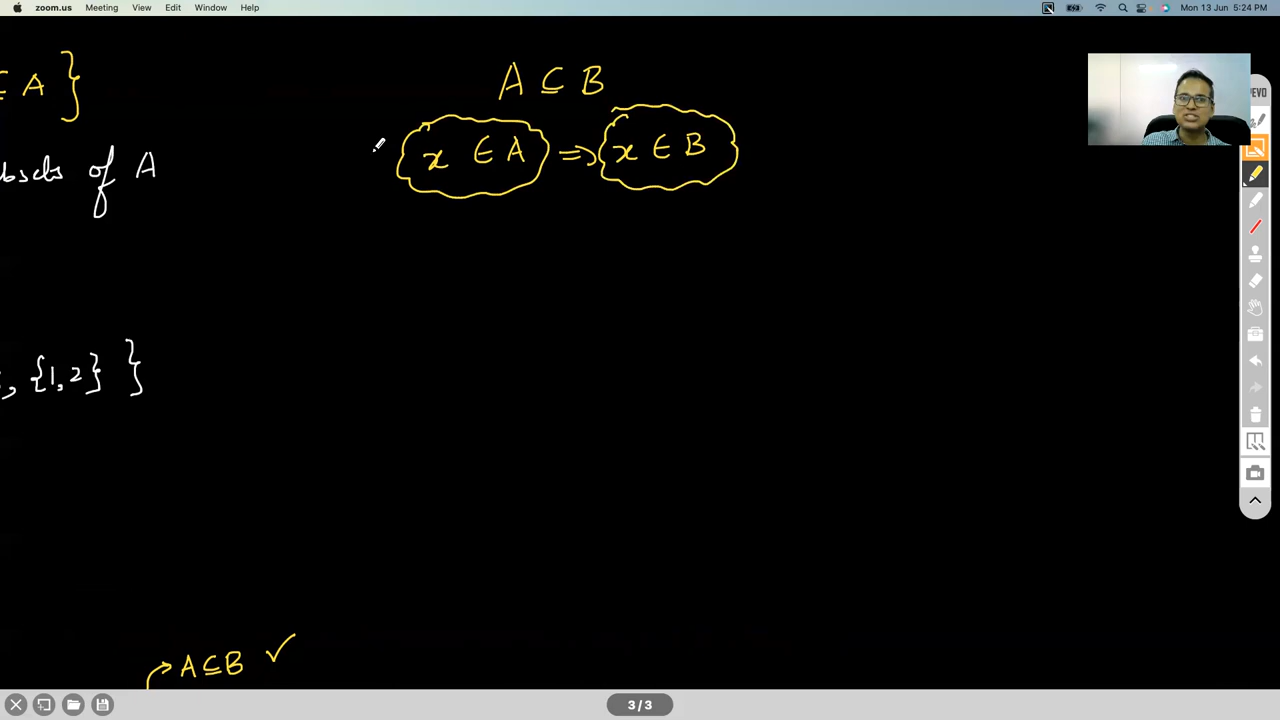 zoom.us Meeting View Edit Window Help Mon 13 Jun 5:24 PM
⊆ A }
A ⊆ B
x ∈ A ⇒ x ∈ B
of A
, {1,2} }
→ A ⊆ B ✓
3/3